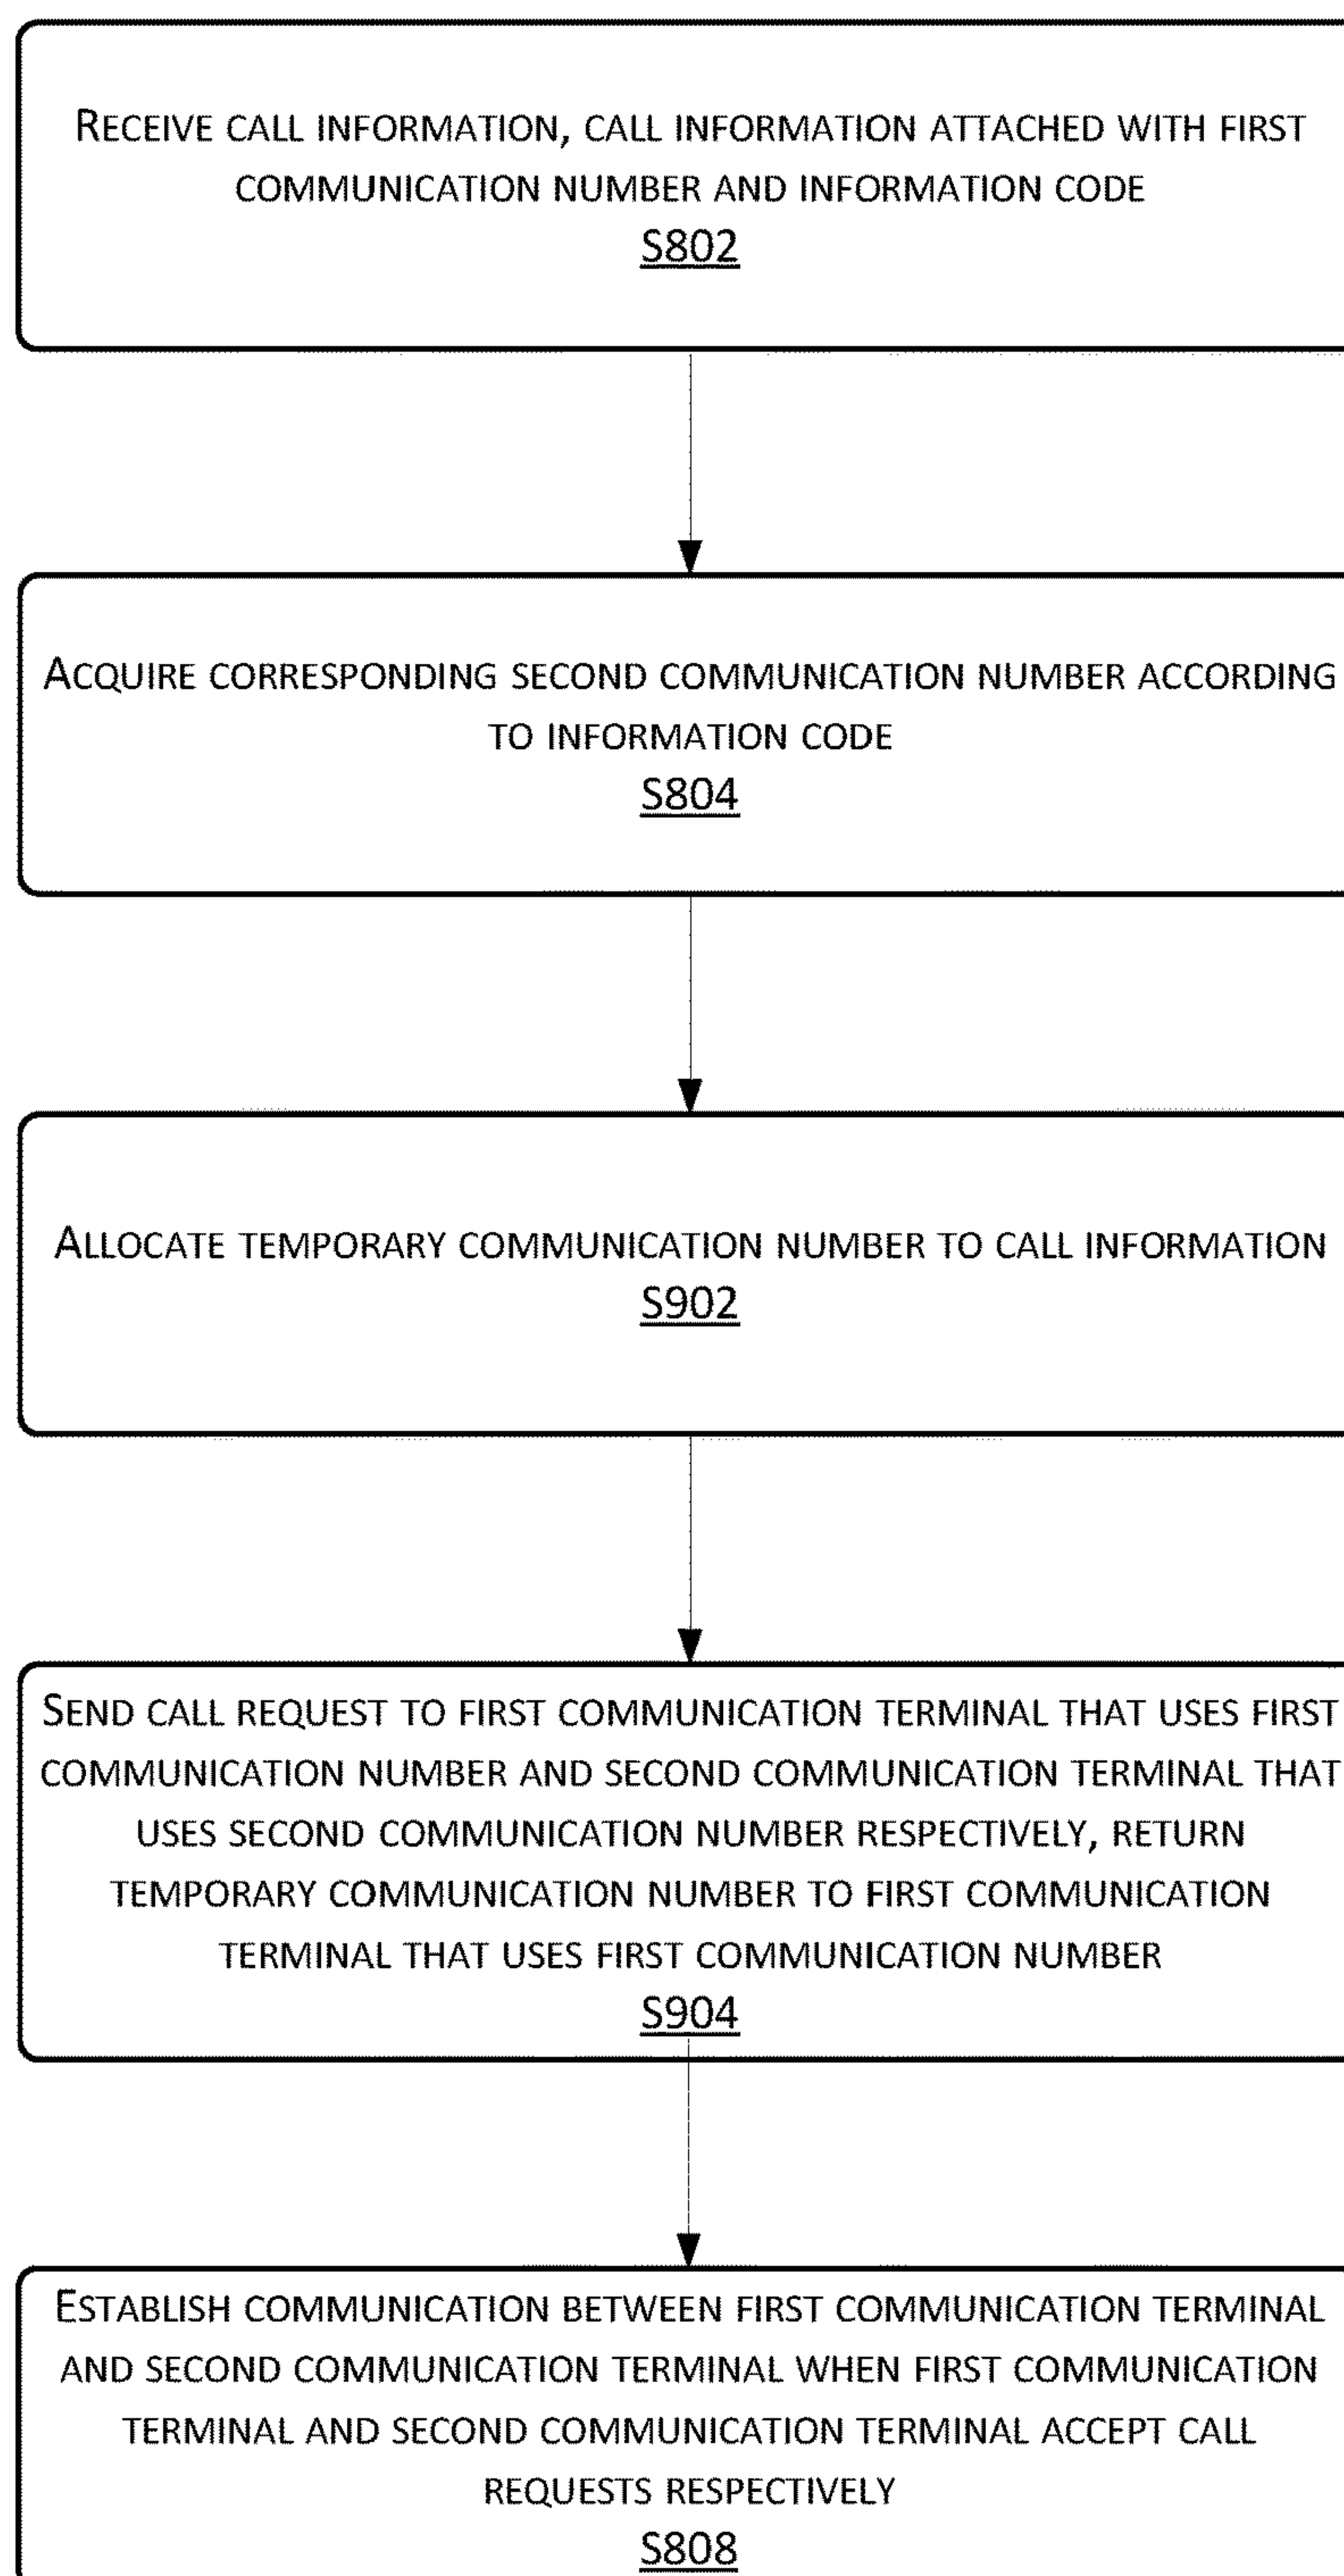 RECEIVE CALL INFORMATION, CALL INFORMATION ATTACHED WITH FIRST
COMMUNICATION NUMBER AND INFORMATION CODE
S802
ACQUIRE CORRESPONDING SECOND COMMUNICATION NUMBER ACCORDING
TO INFORMATION CODE
S804
ALLOCATE TEMPORARY COMMUNICATION NUMBER TO CALL INFORMATION
S902
SEND CALL REQUEST TO FIRST COMMUNICATION TERMINAL THAT USES FIRST
COMMUNICATION NUMBER AND SECOND COMMUNICATION TERMINAL THAT
USES SECOND COMMUNICATION NUMBER RESPECTIVELY, RETURN
TEMPORARY COMMUNICATION NUMBER TO FIRST COMMUNICATION
TERMINAL THAT USES FIRST COMMUNICATION NUMBER
S904
ESTABLISH COMMUNICATION BETWEEN FIRST COMMUNICATION TERMINAL
AND SECOND COMMUNICATION TERMINAL WHEN FIRST COMMUNICATION
TERMINAL AND SECOND COMMUNICATION TERMINAL ACCEPT CALL
REQUESTS RESPECTIVELY
S808